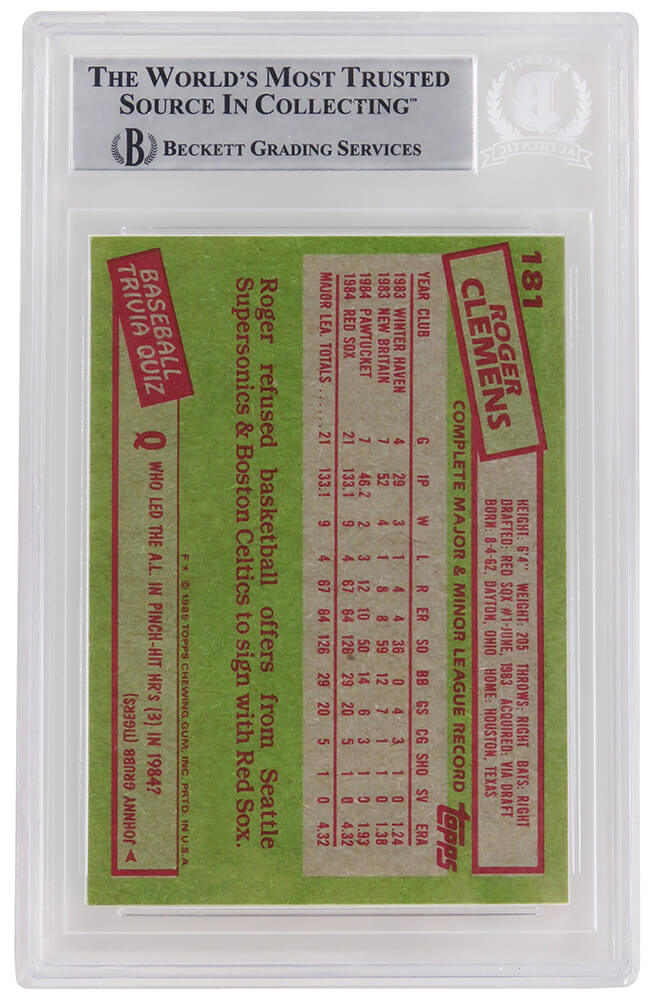 THE WORLD'S MOST TRUSTED
SOURCE IN COLLECTING™
B BECKETT GRADING SERVICES
BECKETT
AUTHENTIC
181
ROGER
CLEMENS
HEIGHT: 6'4" WEIGHT: 205 THROWS: RIGHT BATS: RIGHT
DRAFTED: RED SOX #1-JUNE, 1983 ACQUIRED: VIA DRAFT
BORN: 8-4-62, DAYTON, OHIO HOME: HOUSTON, TEXAS
COMPLETE MAJOR & MINOR LEAGUE RECORD
topps
YEAR CLUB G IP W L R ER SO BB GS CG SHO SV ERA
1983 WINTER HAVEN 4 29 3 1 4 4 36 0 4 3 1 0 1.24
1983 NEW BRITAIN 7 52 4 1 8 8 59 12 7 1 1 0 1.38
1984 PAWTUCKET 7 46.2 2 3 12 10 50 14 6 3 1 0 1.93
1984 RED SOX 21 133.1 9 4 67 64 126 29 20 5 1 0 4.32
MAJOR LEA. TOTALS...... 21 133.1 9 4 67 64 126 29 20 5 1 0 4.32
Roger refused basketball offers from Seattle
Supersonics & Boston Celtics to sign with Red Sox.
F * © 1985 TOPPS CHEWING GUM, INC. PRTD. IN U.S.A.
BASEBALL
TRIVIA QUIZ
Q WHO LED THE A.L. IN PINCH-HIT HR'S (3) IN 1984?
JOHNNY GRUBB (TIGERS)